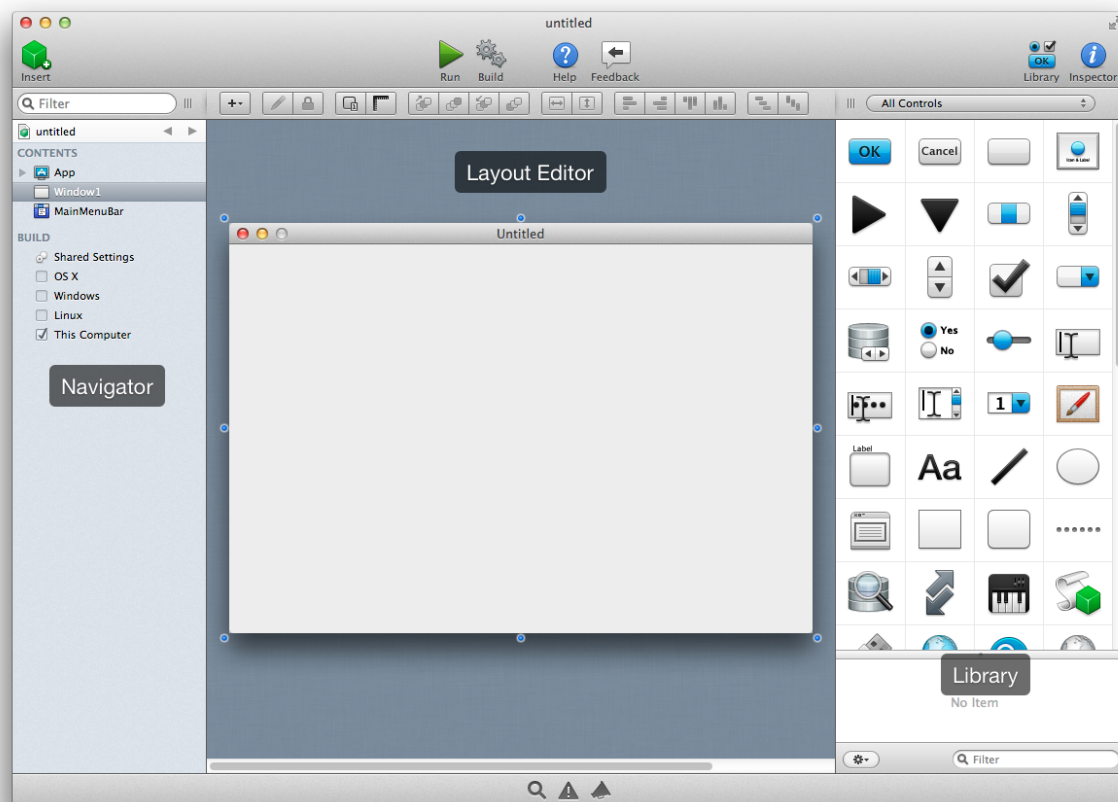 untitled
Insert
Run
Build
Help
Feedback
OK
Library
Inspector
Filter
All Controls
untitled
CONTENTS
App
Window1
MainMenuBar
BUILD
Shared Settings
OS X
Windows
Linux
This Computer
Navigator
Layout Editor
Untitled
OK
Cancel
Icon & Label
Yes
No
1
Label
Aa
Library
No Item
Filter